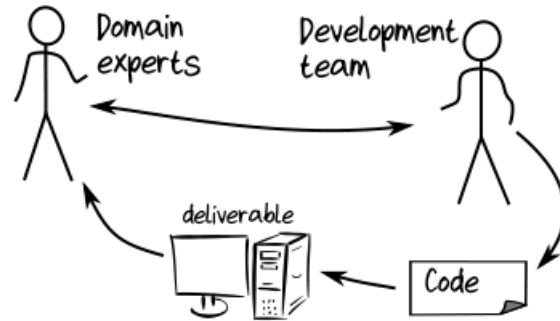 Domain
experts
Development
team
deliverable
Code